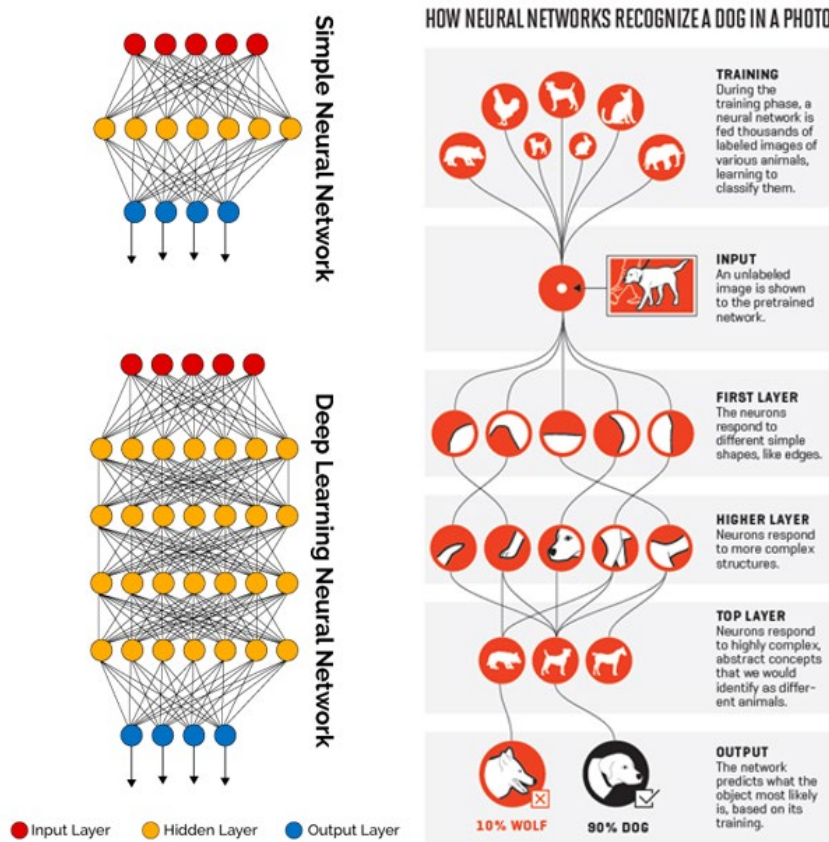 Simple Neural Network
Deep Learning Neural Network
Input Layer
Hidden Layer
Output Layer
HOW NEURAL NETWORKS RECOGNIZE A DOG IN A PHOTO
TRAINING
During the
training phase, a
neural network is
fed thousands of
labeled images of
various animals,
learning to
classify them.
INPUT
An unlabeled
image is shown
to the pretrained
network.
FIRST LAYER
The neurons
respond to
different simple
shapes, like edges.
HIGHER LAYER
Neurons respond
to more complex
structures.
TOP LAYER
Neurons respond
to highly complex,
abstract concepts
that we would
identify as differ-
ent animals.
OUTPUT
The network
predicts what the
object most likely
is, based on its
training.
10% WOLF
90% DOG